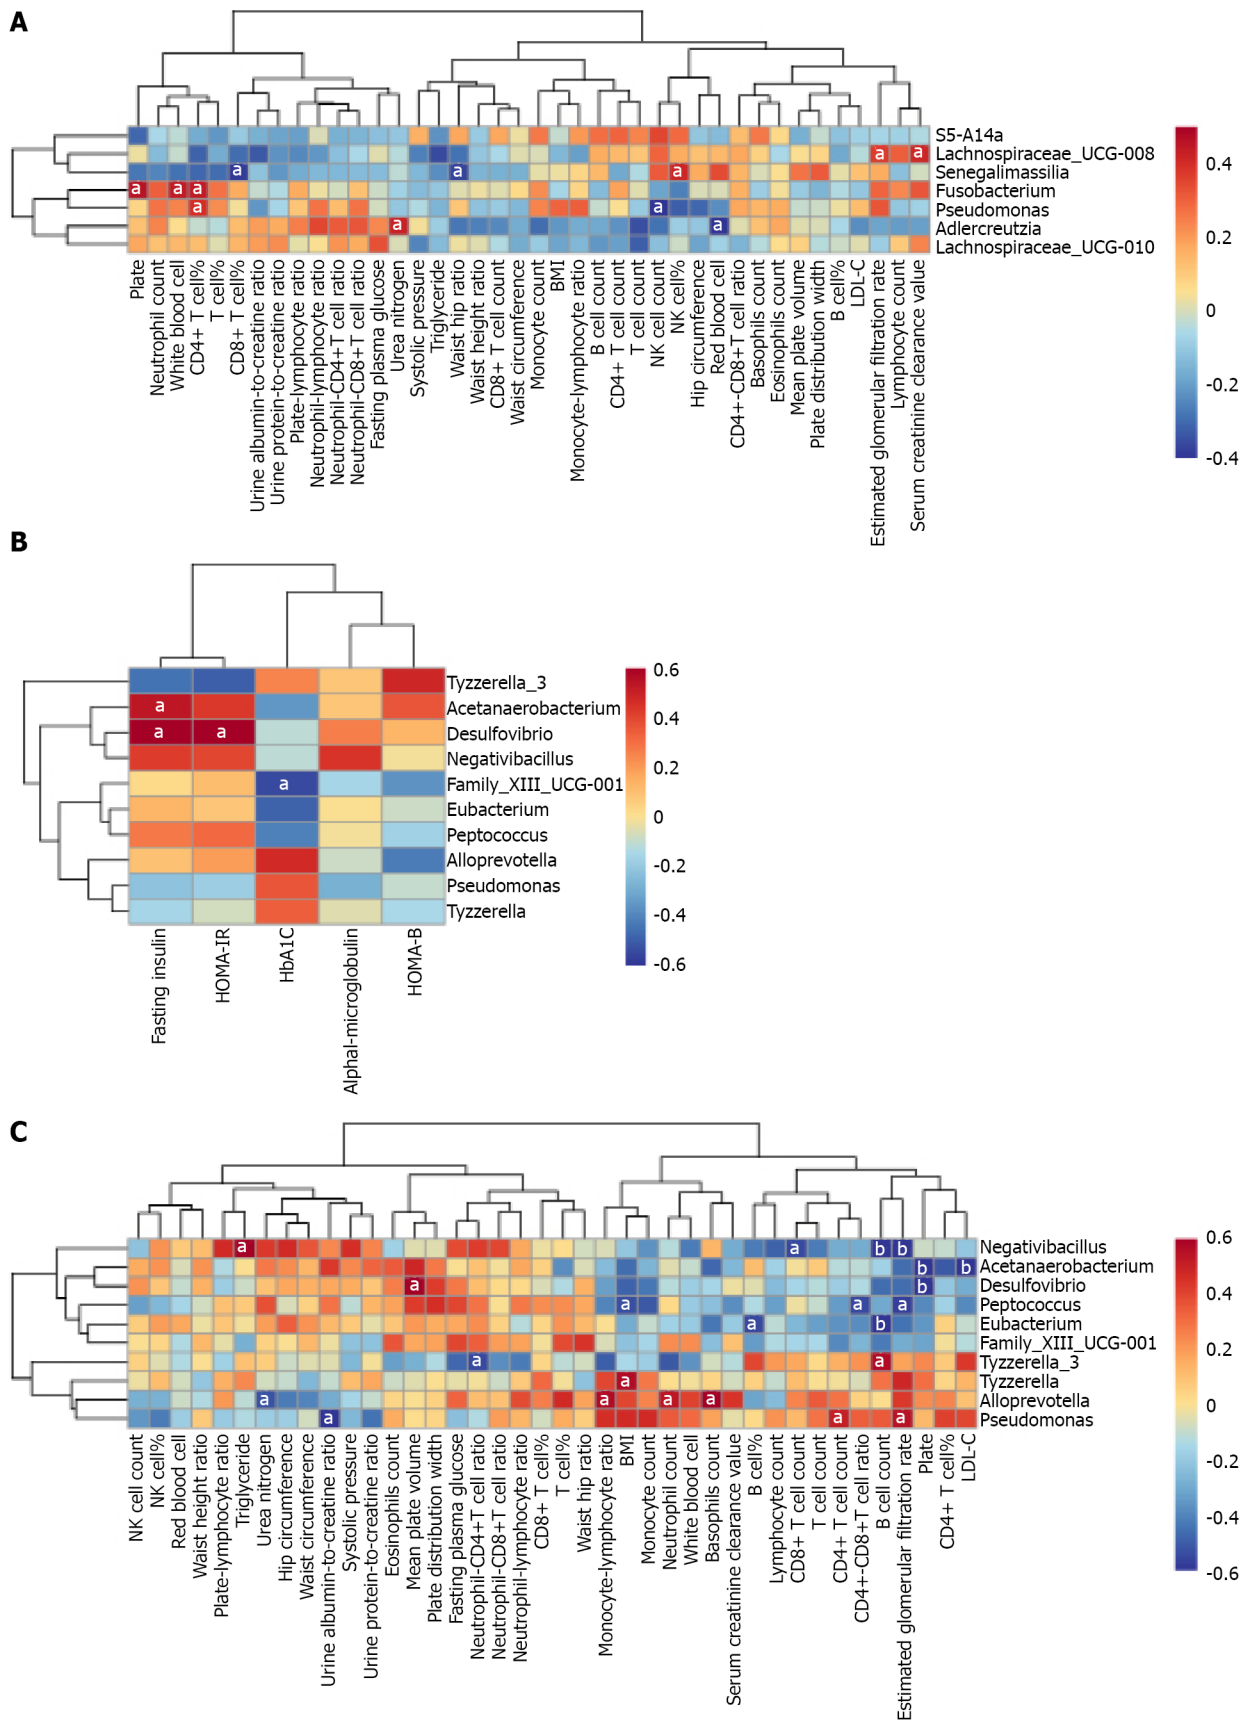 A
a
a
a
a
a
a
a
a
a
a
a
a
a
S5-A14a
Lachnospiraceae_UCG-008
Senegalimassilia
Fusobacterium
Pseudomonas
Adlercreutzia
Lachnospiraceae_UCG-010
0.4
0.2
0
-0.2
-0.4
Plate
Neutrophil count
White blood cell
CD4+ T cell%
T cell%
CD8+ T cell%
Urine albumin-to-creatine ratio
Urine protein-to-creatine ratio
Plate-lymphocyte ratio
Neutrophil-lymphocyte ratio
Neutrophil-CD4+T cell ratio
Neutrophil-CD8+T cell ratio
Fasting plasma glucose
Urea nitrogen
Systolic pressure
Triglyceride
Waist hip ratio
Waist height ratio
CD8+ T cell count
Waist circumference
Monocyte count
BMI
Monocyte-lymphocyte ratio
B cell count
CD4+ T cell count
T cell count
NK cell count
NK cell%
Hip circumference
Red blood cell
CD4+-CD8+T cell ratio
Basophils count
Eosinophils count
Mean plate volume
Plate distribution width
B cell%
LDL-C
Estimated glomerular filtration rate
Lymphocyte count
Serum creatinine clearance value
B
a
a
a
a
Tyzzerella_3
Acetanaerobacterium
Desulfovibrio
Negativibacillus
Family_XIII_UCG-001
Eubacterium
Peptococcus
Alloprevotella
Pseudomonas
Tyzzerella
0.6
0.4
0.2
0
-0.2
-0.4
-0.6
Fasting insulin
HOMA-IR
HbA1C
Alphal-microglobulin
HOMA-B
C
a
a
b
b
b
b
a
b
a
a
a
a
b
a
a
a
a
a
a
a
a
a
a
Negativibacillus
Acetanaerobacterium
Desulfovibrio
Peptococcus
Eubacterium
Family_XIII_UCG-001
Tyzzerella_3
Tyzzerella
Alloprevotella
Pseudomonas
0.6
0.4
0.2
0
-0.2
-0.4
-0.6
NK cell count
NK cell%
Red blood cell
Waist height ratio
Plate-lymphocyte ratio
Triglyceride
Urea nitrogen
Hip circumference
Waist circumference
Urine albumin-to-creatine ratio
Systolic pressure
Urine protein-to-creatine ratio
Eosinophils count
Mean plate volume
Plate distribution width
Fasting plasma glucose
Neutrophil-CD4+T cell ratio
Neutrophil-CD8+T cell ratio
Neutrophil-lymphocyte ratio
CD8+ T cell%
T cell%
Waist hip ratio
Monocyte-lymphocyte ratio
BMI
Monocyte count
Neutrophil count
White blood cell
Basophils count
Serum creatinine clearance value
B cell%
Lymphocyte count
CD8+ T cell count
T cell count
CD4+ T cell count
CD4+-CD8+T cell ratio
B cell count
Estimated glomerular filtration rate
Plate
CD4+ T cell%
LDL-C